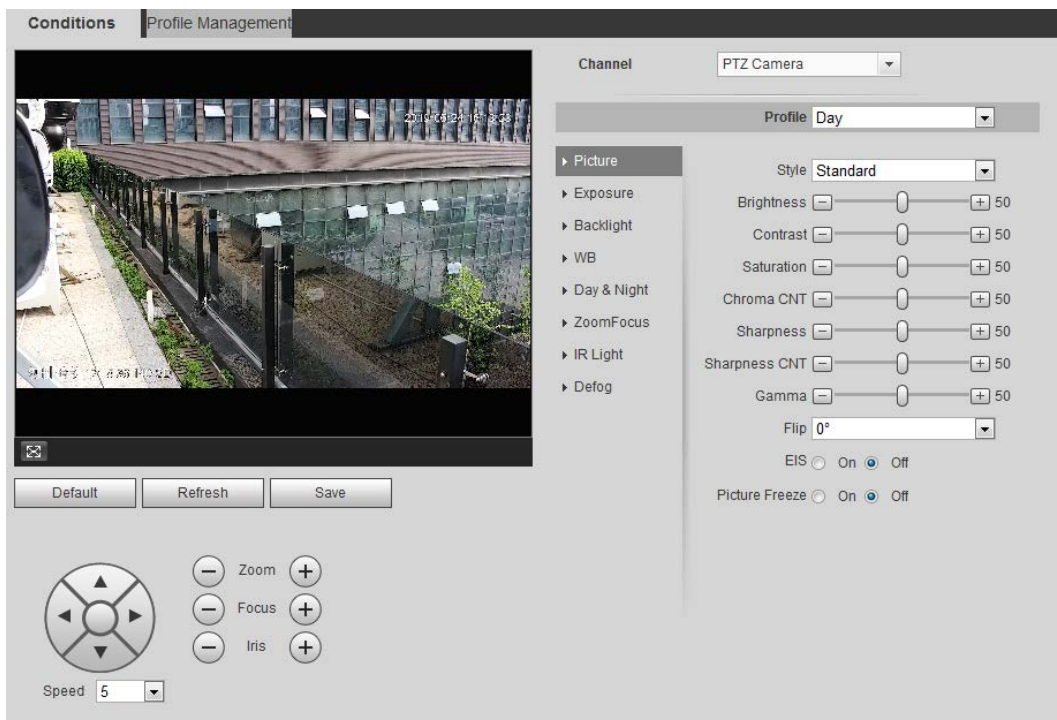 Conditions
Profile Management
Channel
PTZ Camera
Profile
Day
Picture
Exposure
Backlight
WB
Day & Night
ZoomFocus
IR Light
Defog
Style
Standard
Brightness
50
Contrast
50
Saturation
50
Chroma CNT
50
Sharpness
50
Sharpness CNT
50
Gamma
50
Flip
0°
EIS
On
Off
Picture Freeze
On
Off
Default
Refresh
Save
Zoom
Focus
Iris
Speed
5